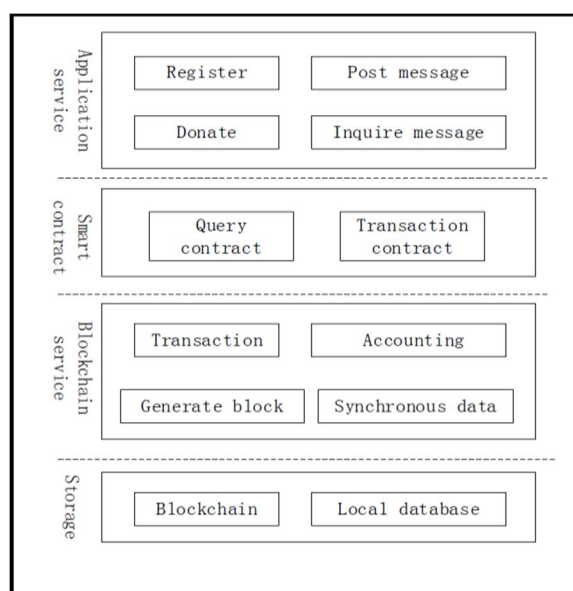 Application
service
Register
Post message
Donate
Inquire message
Smart
contract
Query
contract
Transaction
contract
Blockchain
service
Transaction
Accounting
Generate block
Synchronous data
Storage
Blockchain
Local database